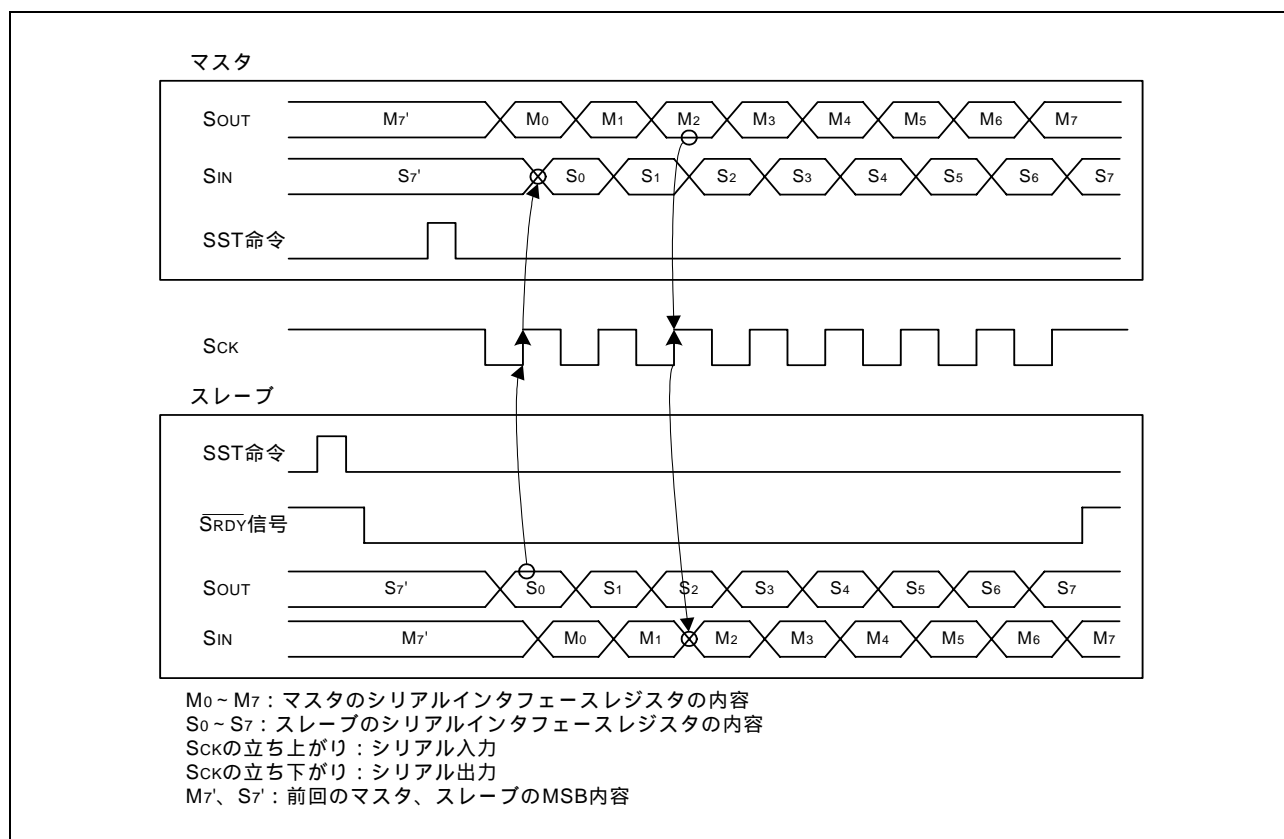 マスタ
SOUT M7' M0 M1 M2 M3 M4 M5 M6 M7
SIN S7' S0 S1 S2 S3 S4 S5 S6 S7
SST命令
SCK
スレーブ
SST命令
SRDY信号
SOUT S7' S0 S1 S2 S3 S4 S5 S6 S7
SIN M7' M0 M1 M2 M3 M4 M5 M6 M7
M0~M7:マスタのシリアルインタフェースレジスタの内容
S0~S7:スレーブのシリアルインタフェースレジスタの内容
SCKの立ち上がり:シリアル入力
SCKの立ち下がり:シリアル出力
M7'、S7':前回のマスタ、スレーブのMSB内容